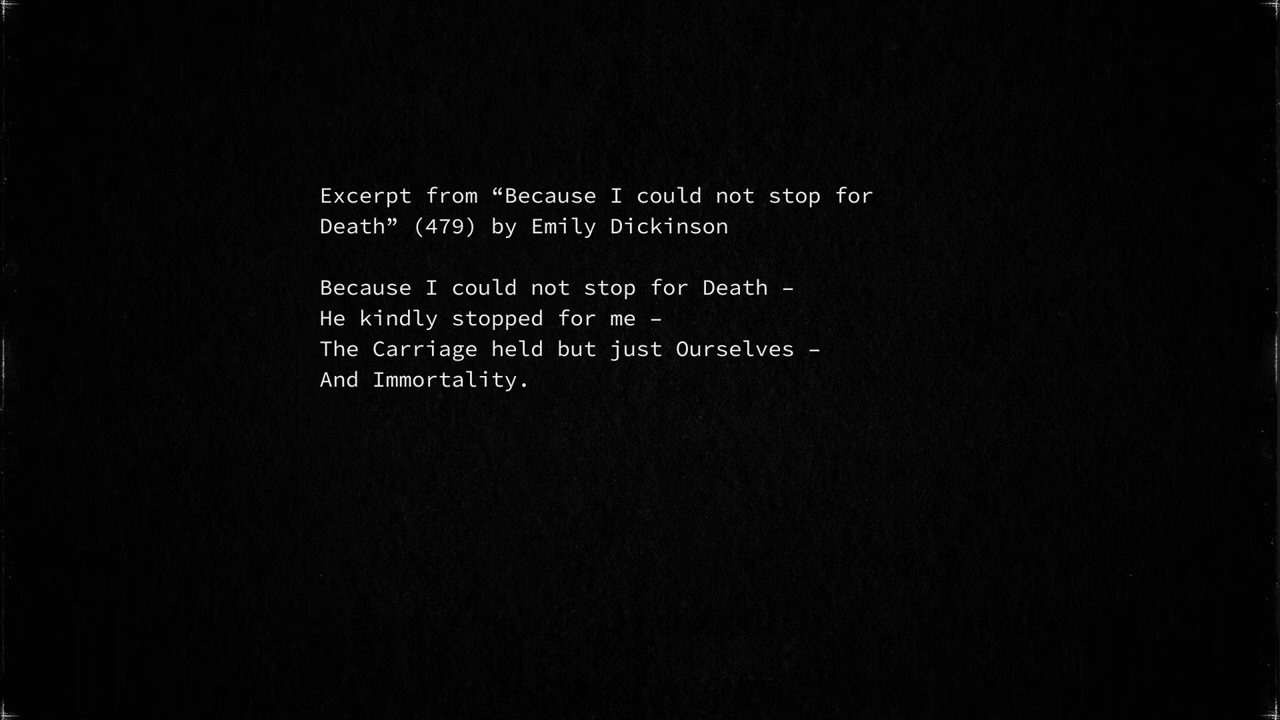 Excerpt from “Because I could not stop for
Death” (479) by Emily Dickinson
Because I could not stop for Death –
He kindly stopped for me –
The Carriage held but just Ourselves –
And Immortality.